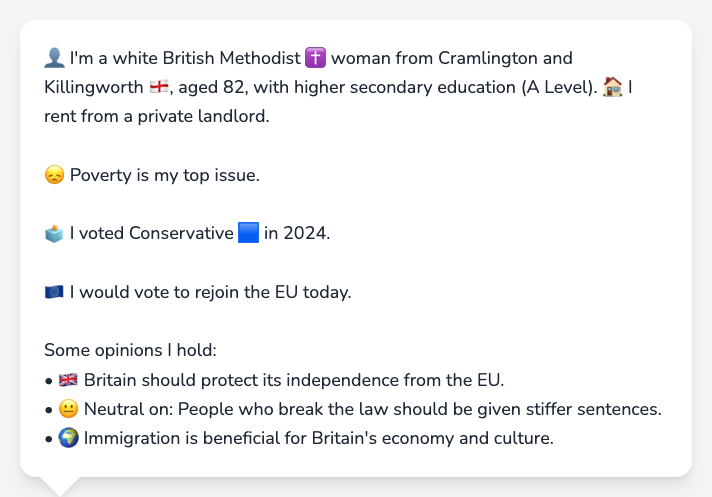 👤 I'm a white British Methodist ✝️ woman from Cramlington and
Killingworth 🏴󠁧󠁢󠁥󠁮󠁧󠁿, aged 82, with higher secondary education (A Level). 🏠 I
rent from a private landlord.
😞 Poverty is my top issue.
🗳️ I voted Conservative 🟦 in 2024.
🇪🇺 I would vote to rejoin the EU today.
Some opinions I hold:
• 🇬🇧 Britain should protect its independence from the EU.
• 😐 Neutral on: People who break the law should be given stiffer sentences.
• 🌍 Immigration is beneficial for Britain's economy and culture.